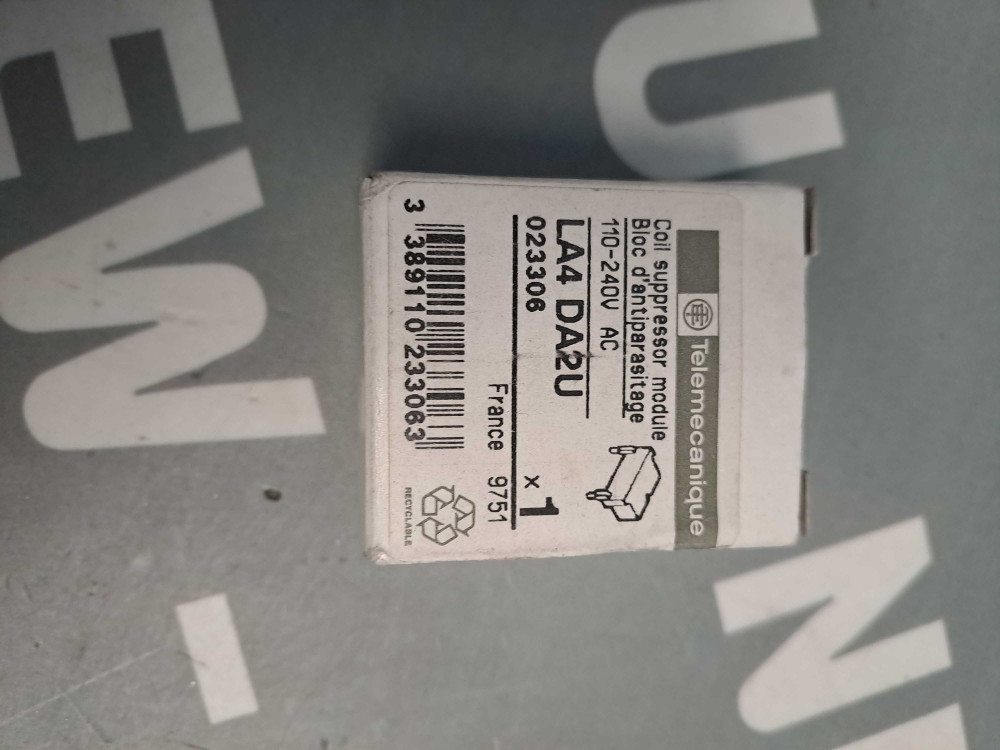 Telemecanique
Coil suppressor module
Bloc d'antiparasitage
110-240V AC
LA4 DA2U
023306
x 1
France 9751
3 389110 233063
RECYCLABLE
EW -
U
N